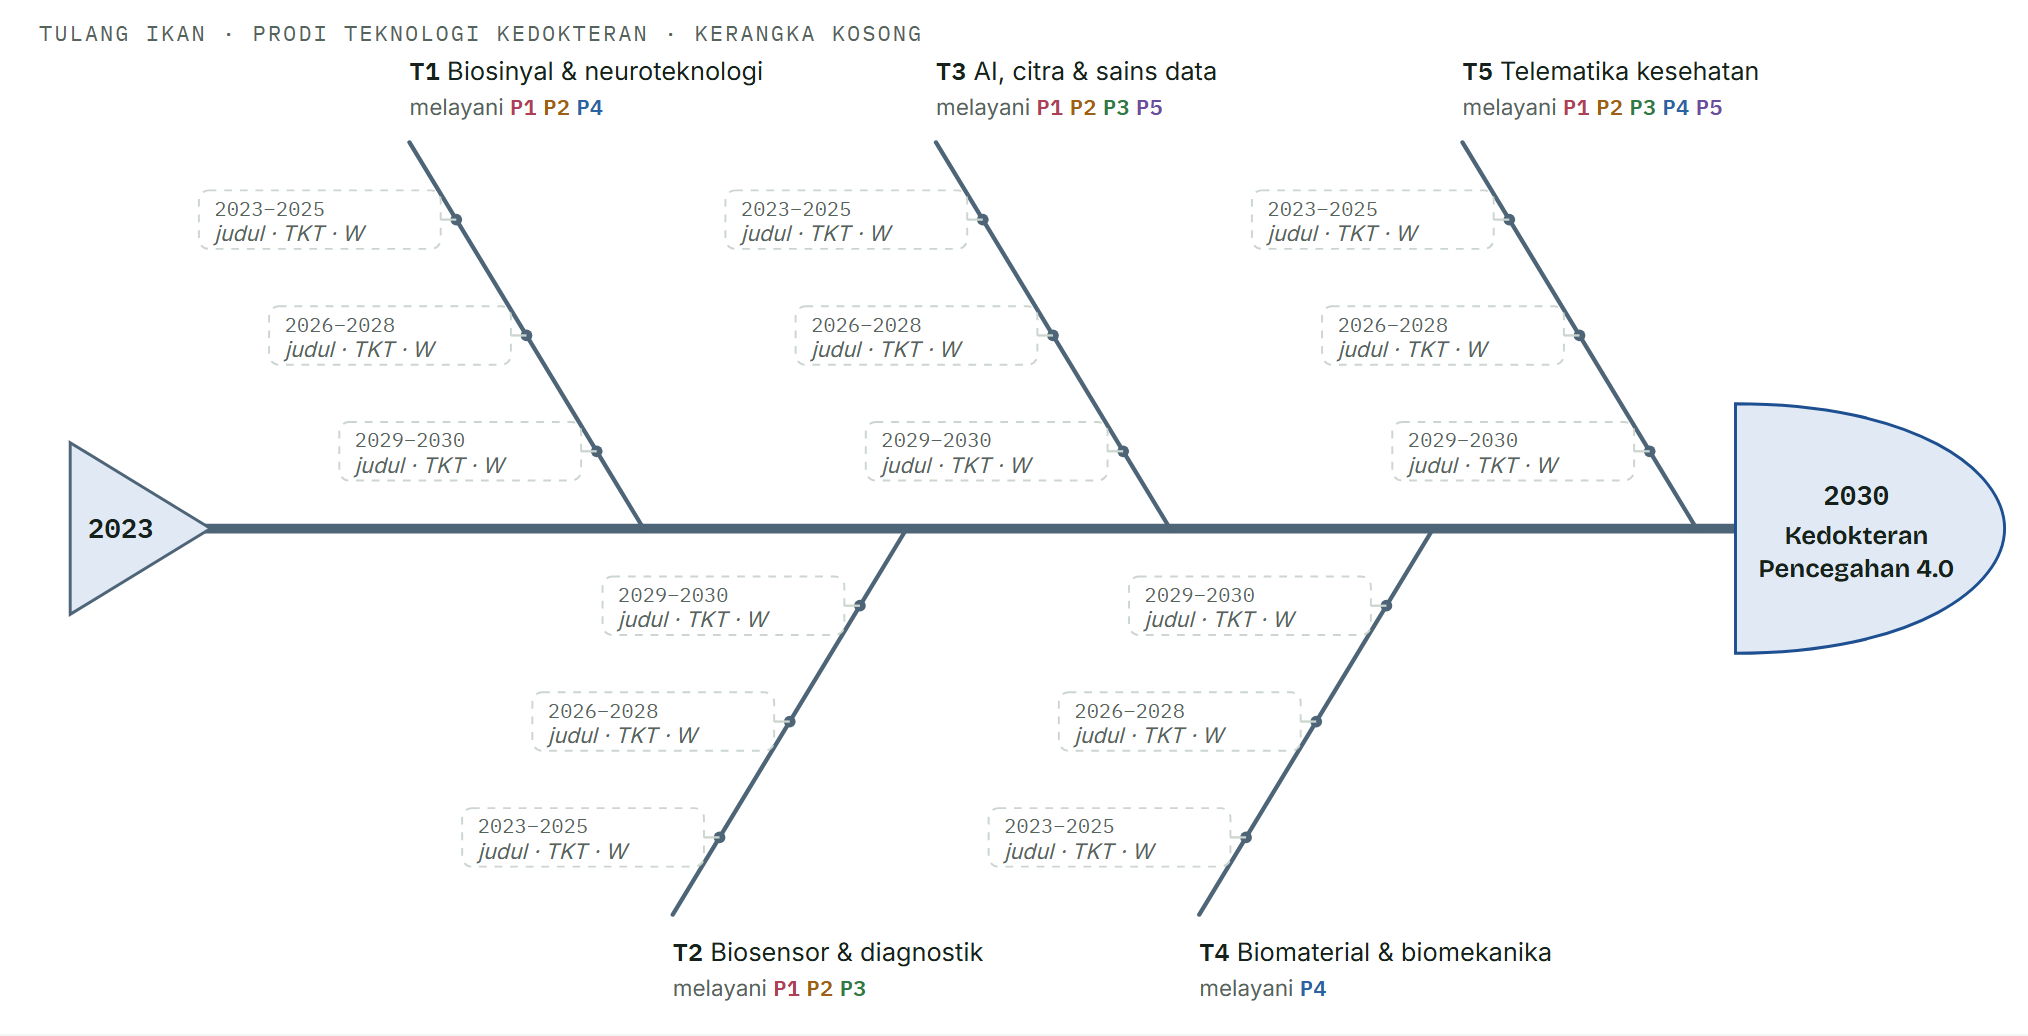 TULANG IKAN · PRODI TEKNOLOGI KEDOKTERAN · KERANGKA KOSONG
T1 Biosinyal & neuroteknologi
melayani P1 P2 P4
T3 AI, citra & sains data
melayani P1 P2 P3 P5
T5 Telematika kesehatan
melayani P1 P2 P3 P4 P5
2023–2025
judul · TKT · W
2023–2025
judul · TKT · W
2023–2025
judul · TKT · W
2026–2028
judul · TKT · W
2026–2028
judul · TKT · W
2026–2028
judul · TKT · W
2029–2030
judul · TKT · W
2029–2030
judul · TKT · W
2029–2030
judul · TKT · W
2023
2030
Kedokteran
Pencegahan 4.0
2029–2030
judul · TKT · W
2029–2030
judul · TKT · W
2026–2028
judul · TKT · W
2026–2028
judul · TKT · W
2023–2025
judul · TKT · W
2023–2025
judul · TKT · W
T2 Biosensor & diagnostik
melayani P1 P2 P3
T4 Biomaterial & biomekanika
melayani P4